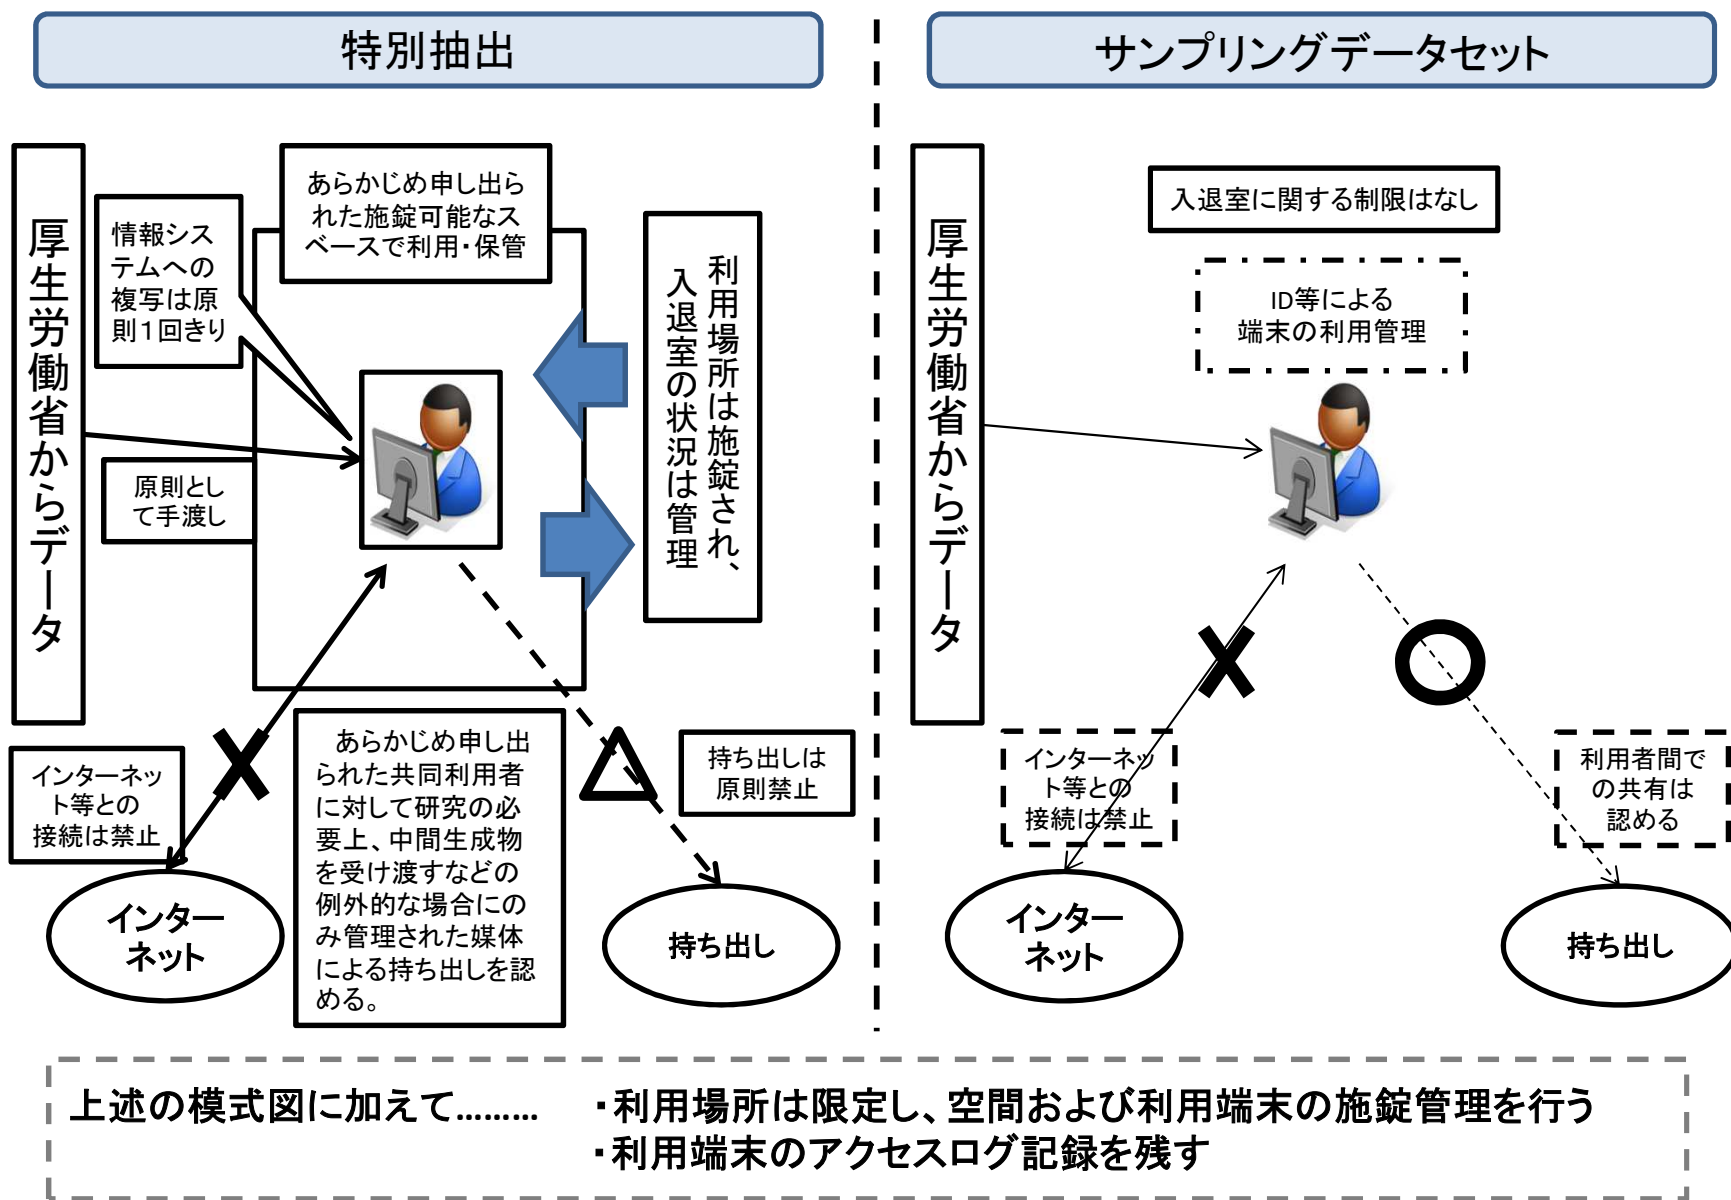 特別抽出
厚生労働省からデータ
情報シス
テムへの
複写は原
則１回きり
あらかじめ申し出ら
れた施錠可能なス
ペースで利用・保管
利用場所は施錠され、
入退室の状況は管理
原則とし
て手渡し
インターネッ
ト等との
接続は禁止
あらかじめ申し出
られた共同利用者
に対して研究の必
要上、中間生成物
を受け渡すなどの
例外的な場合にの
み管理された媒体
による持ち出しを認
める。
持ち出しは
原則禁止
インター
ネット
持ち出し
サンプリングデータセット
厚生労働省からデータ
入退室に関する制限はなし
ID等による
端末の利用管理
インターネッ
ト等との
接続は禁止
利用者間で
の共有は
認める
インター
ネット
持ち出し
上述の模式図に加えて……… ・利用場所は限定し、空間および利用端末の施錠管理を行う
・利用端末のアクセスログ記録を残す